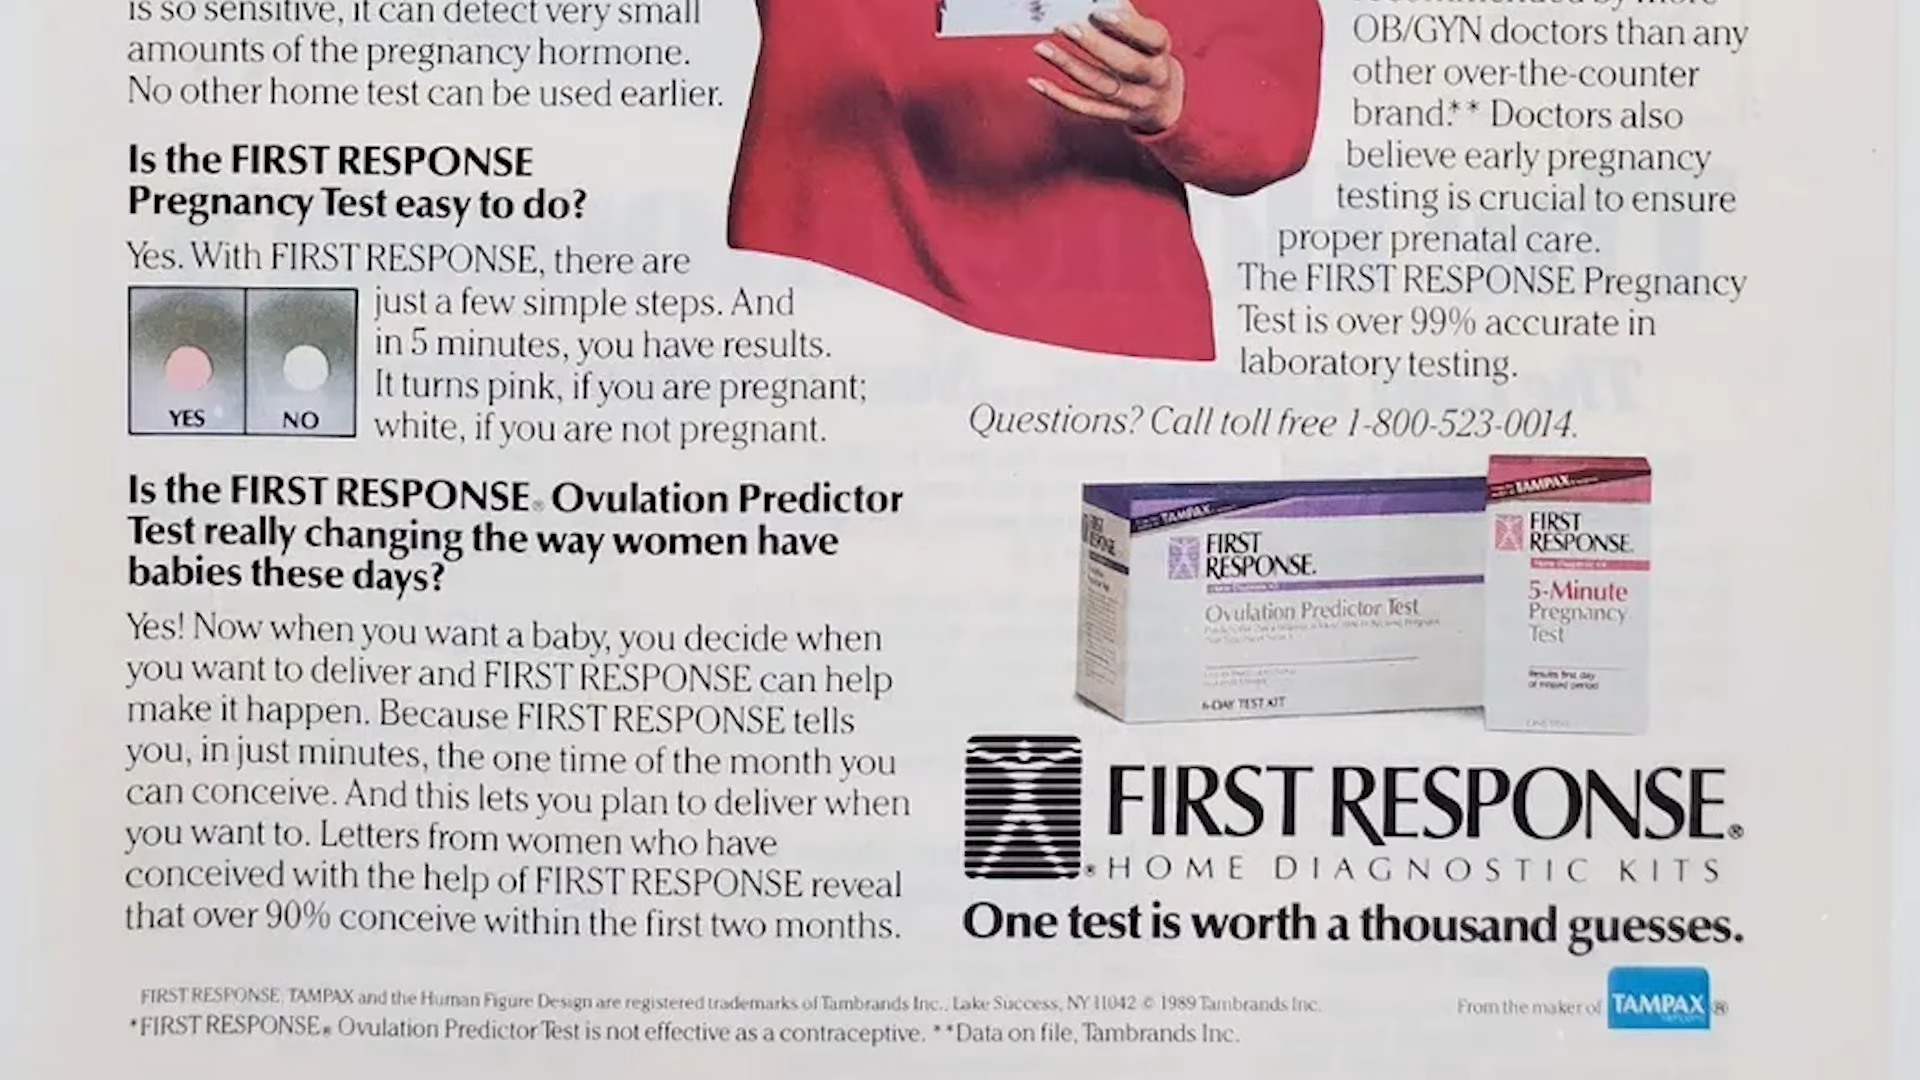 is so sensitive, it can detect very small
amounts of the pregnancy hormone.
No other home test can be used earlier.
Is the FIRST RESPONSE
Pregnancy Test easy to do?
Yes. With FIRST RESPONSE, there are
just a few simple steps. And
in 5 minutes, you have results.
It turns pink, if you are pregnant;
white, if you are not pregnant.
YES NO
Is the FIRST RESPONSE® Ovulation Predictor
Test really changing the way women have
babies these days?
Yes! Now when you want a baby, you decide when
you want to deliver and FIRST RESPONSE can help
make it happen. Because FIRST RESPONSE tells
you, in just minutes, the one time of the month you
can conceive. And this lets you plan to deliver when
you want to. Letters from women who have
conceived with the help of FIRST RESPONSE reveal
that over 90% conceive within the first two months.
recommended by more
OB/GYN doctors than any
other over-the-counter
brand.** Doctors also
believe early pregnancy
testing is crucial to ensure
proper prenatal care.
The FIRST RESPONSE Pregnancy
Test is over 99% accurate in
laboratory testing.
Questions? Call toll free 1-800-523-0014.
TAMPAX
FIRST
RESPONSE
FIRST
RESPONSE.
Ovulation Predictor Test
6-DAY TEST KIT
TAMPAX
FIRST
RESPONSE.
5-Minute
Pregnancy
Test
Results first day
of missed period
FIRST RESPONSE®
®HOME DIAGNOSTIC KITS
One test is worth a thousand guesses.
FIRST RESPONSE, TAMPAX and the Human Figure Design are registered trademarks of Tambrands Inc., Lake Success, NY 11042 © 1989 Tambrands Inc.
*FIRST RESPONSE® Ovulation Predictor Test is not effective as a contraceptive. **Data on file, Tambrands Inc.
From the maker of TAMPAX®